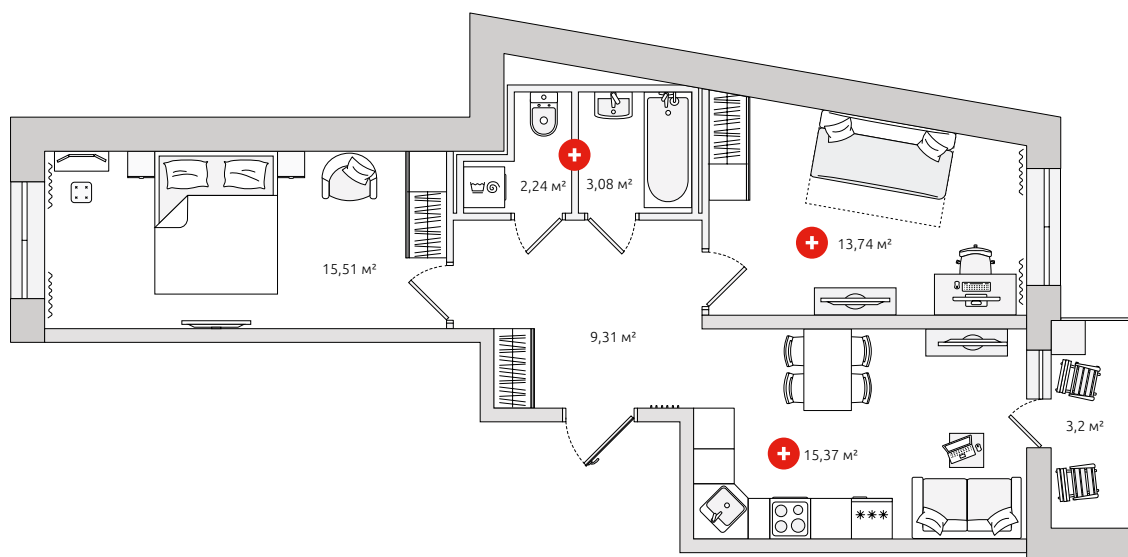 2,24 м²
3,08 м²
13,74 м²
15,51 м²
9,31 м²
3,2 м²
15,37 м²